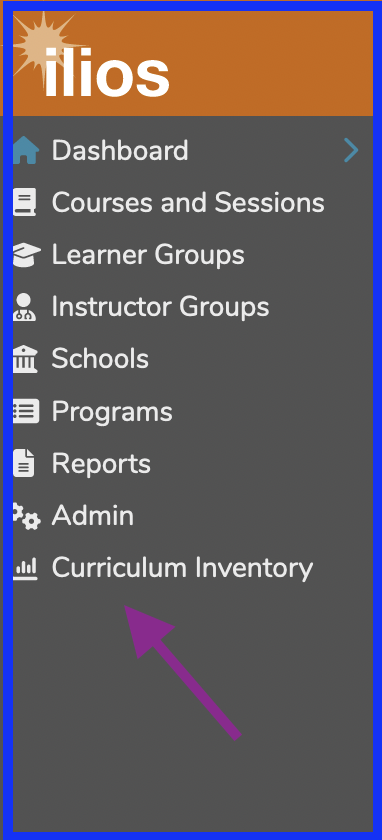 ilios
Dashboard
Courses and Sessions
Learner Groups
Instructor Groups
Schools
Programs
Reports
Admin
Curriculum Inventory